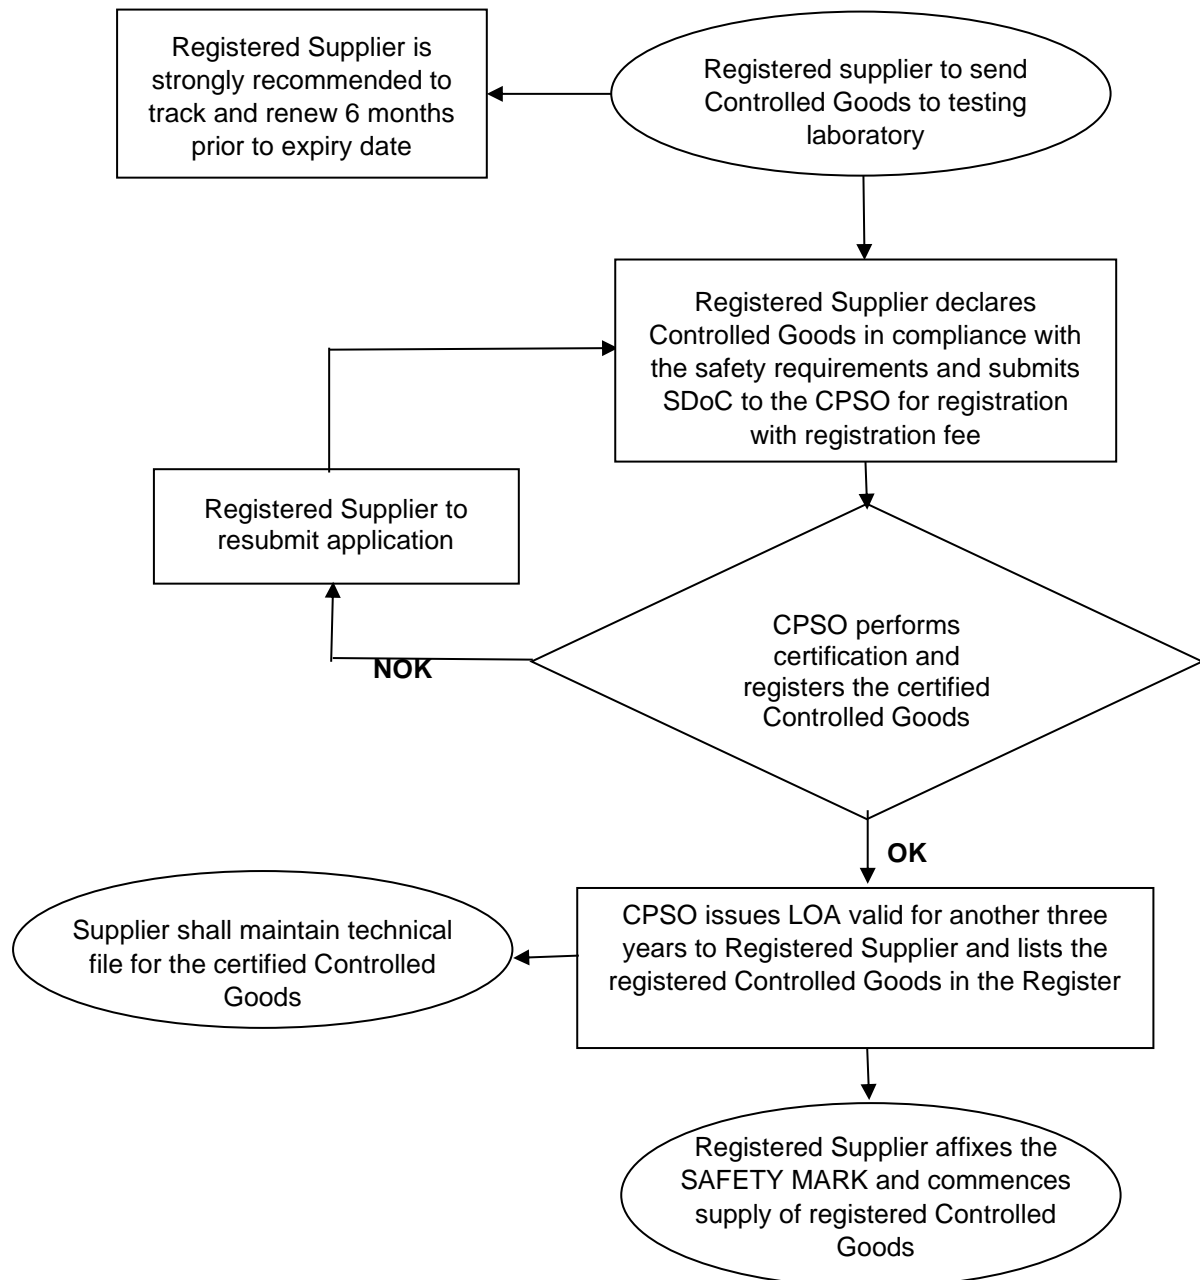 Registered Supplier is
strongly recommended to
track and renew 6 months
prior to expiry date
Registered supplier to send
Controlled Goods to testing
laboratory
Registered Supplier declares
Controlled Goods in compliance with
the safety requirements and submits
SDoC to the CPSO for registration
with registration fee
Registered Supplier to
resubmit application
CPSO performs
certification and
registers the certified
Controlled Goods
NOK
OK
CPSO issues LOA valid for another three
years to Registered Supplier and lists the
registered Controlled Goods in the Register
Supplier shall maintain technical
file for the certified Controlled
Goods
Registered Supplier affixes the
SAFETY MARK and commences
supply of registered Controlled
Goods